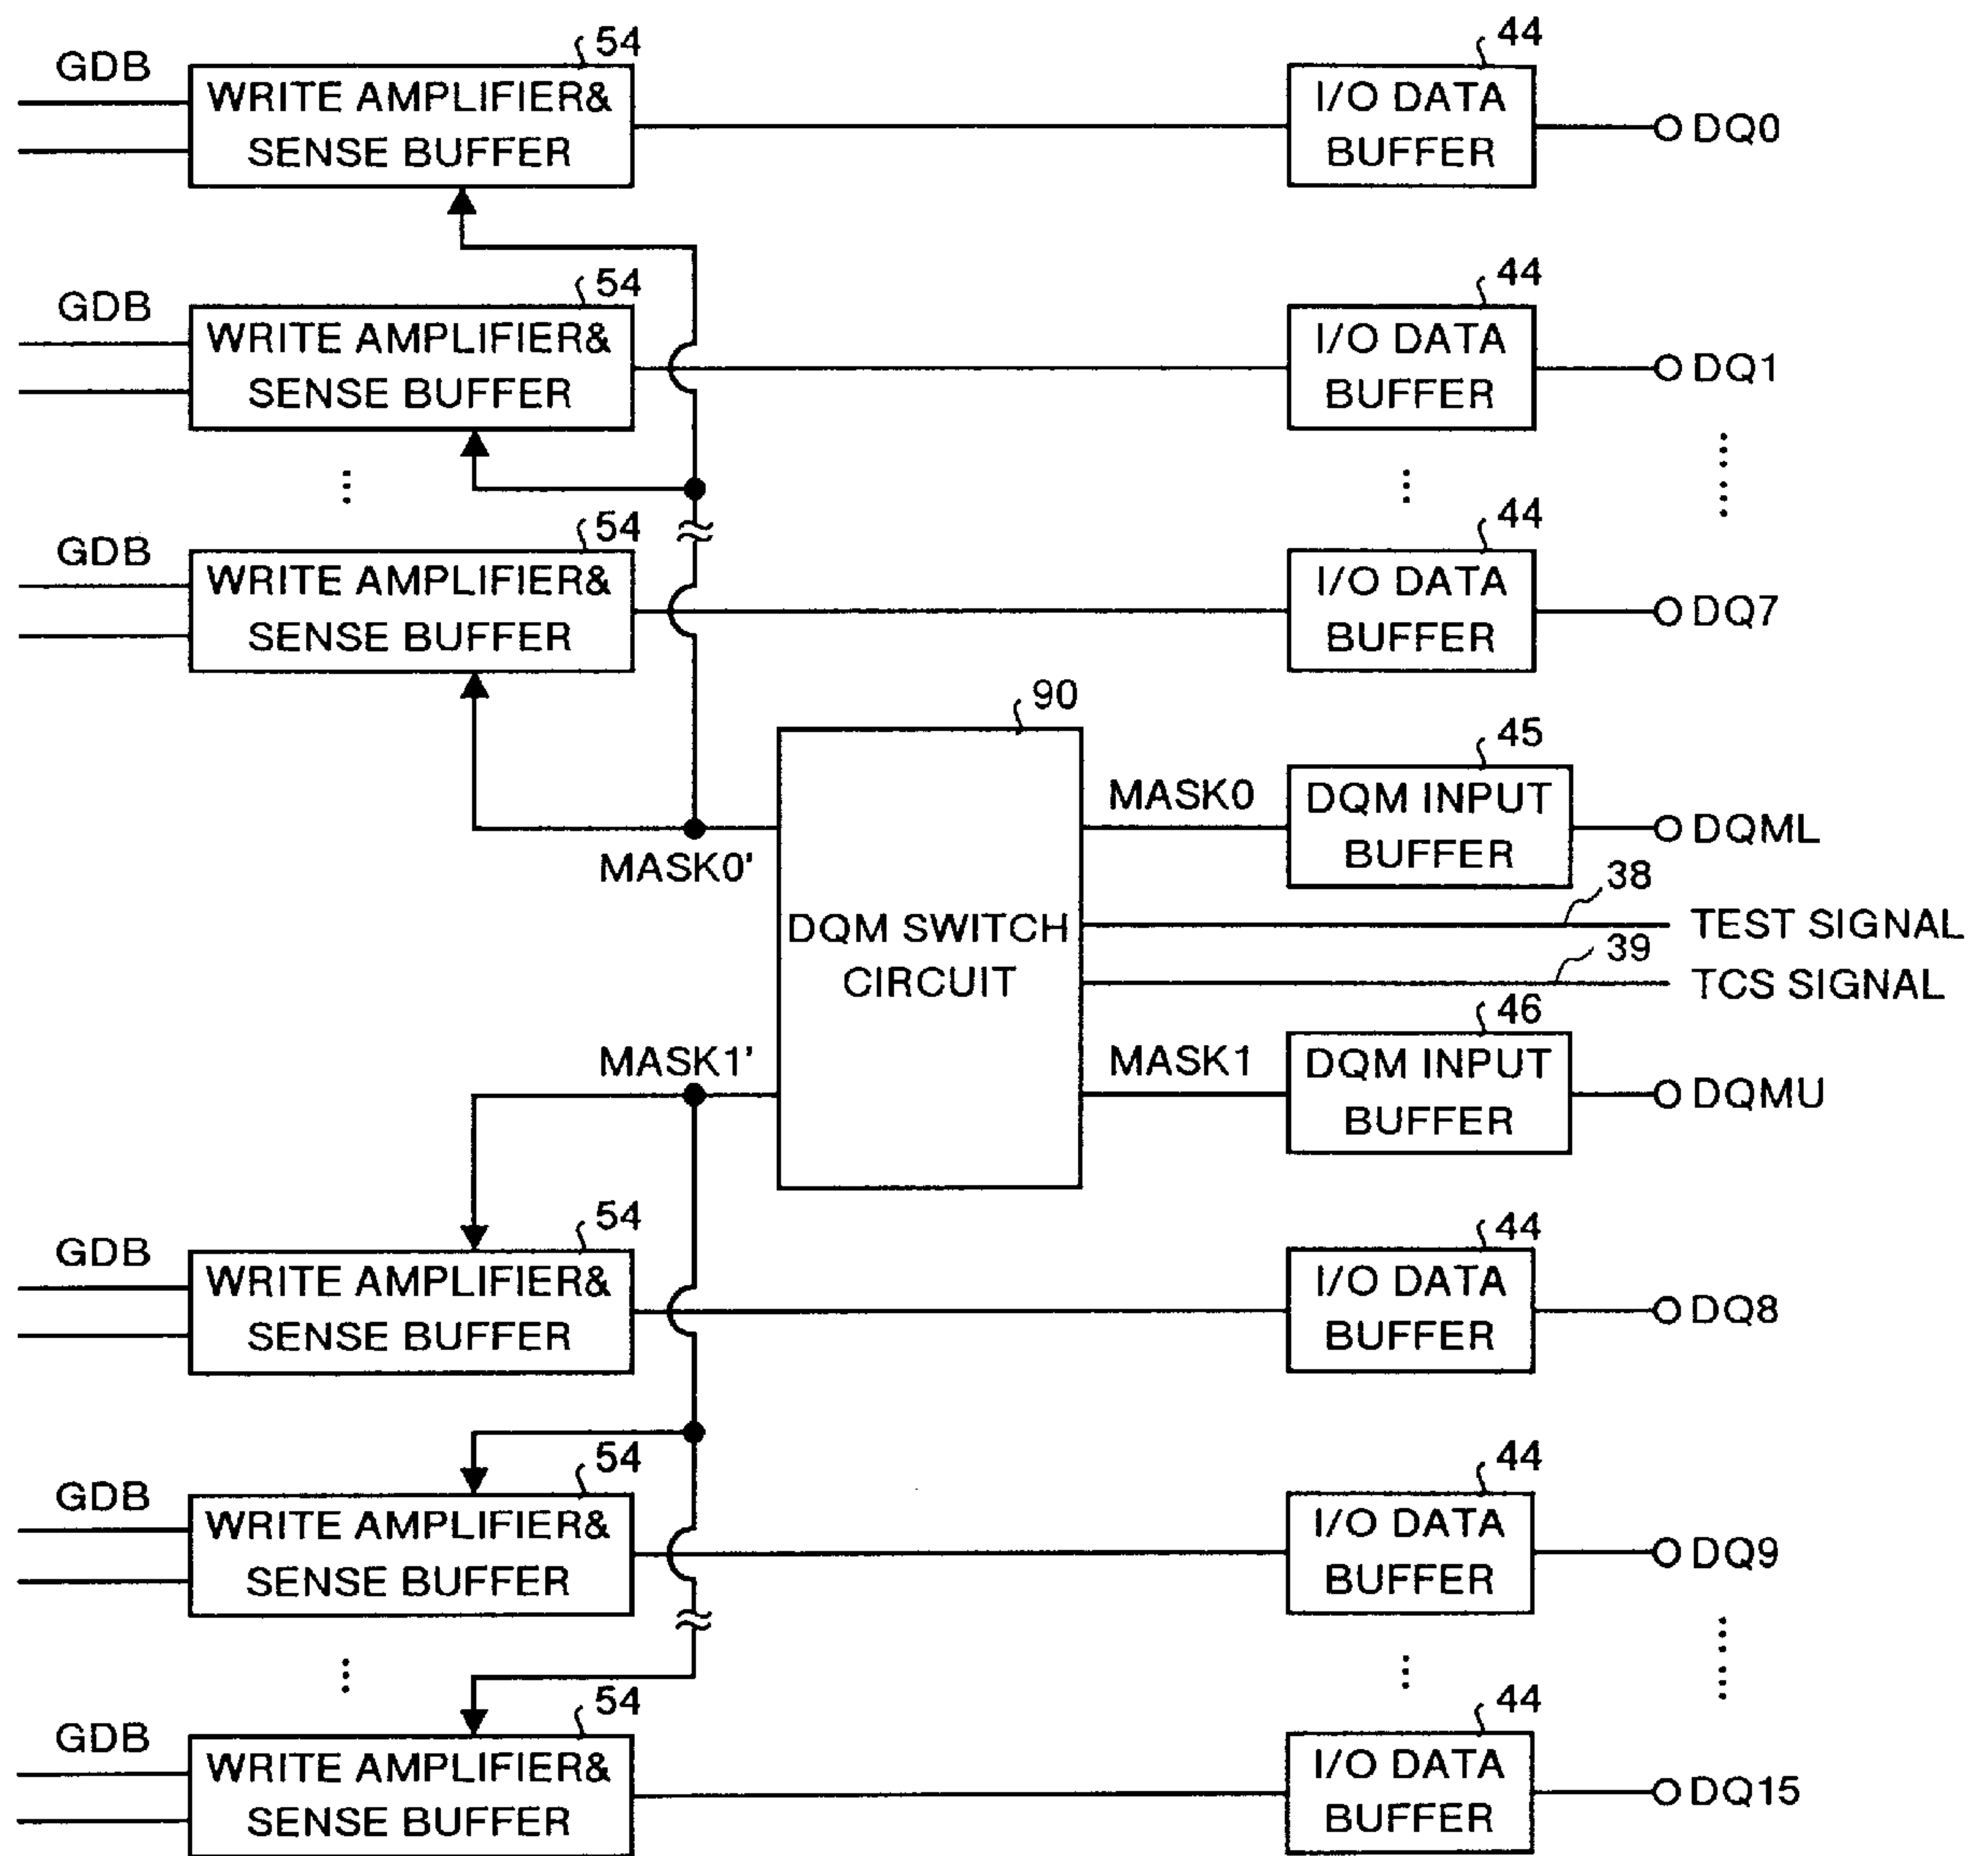 54 44
GDB WRITE AMPLIFIER& I/O DATA
SENSE BUFFER BUFFER DQ0
54 44
GDB WRITE AMPLIFIER& I/O DATA
SENSE BUFFER BUFFER DQ1
54 44
GDB WRITE AMPLIFIER& I/O DATA
SENSE BUFFER BUFFER DQ7
90
45
MASK0 DQM INPUT
BUFFER DQML
MASK0'
38
DQM SWITCH
CIRCUIT
TEST SIGNAL
39
TCS SIGNAL
46
MASK1' MASK1 DQM INPUT
BUFFER DQMU
54 44
GDB WRITE AMPLIFIER& I/O DATA
SENSE BUFFER BUFFER DQ8
54 44
GDB WRITE AMPLIFIER& I/O DATA
SENSE BUFFER BUFFER DQ9
54 44
GDB WRITE AMPLIFIER& I/O DATA
SENSE BUFFER BUFFER DQ15